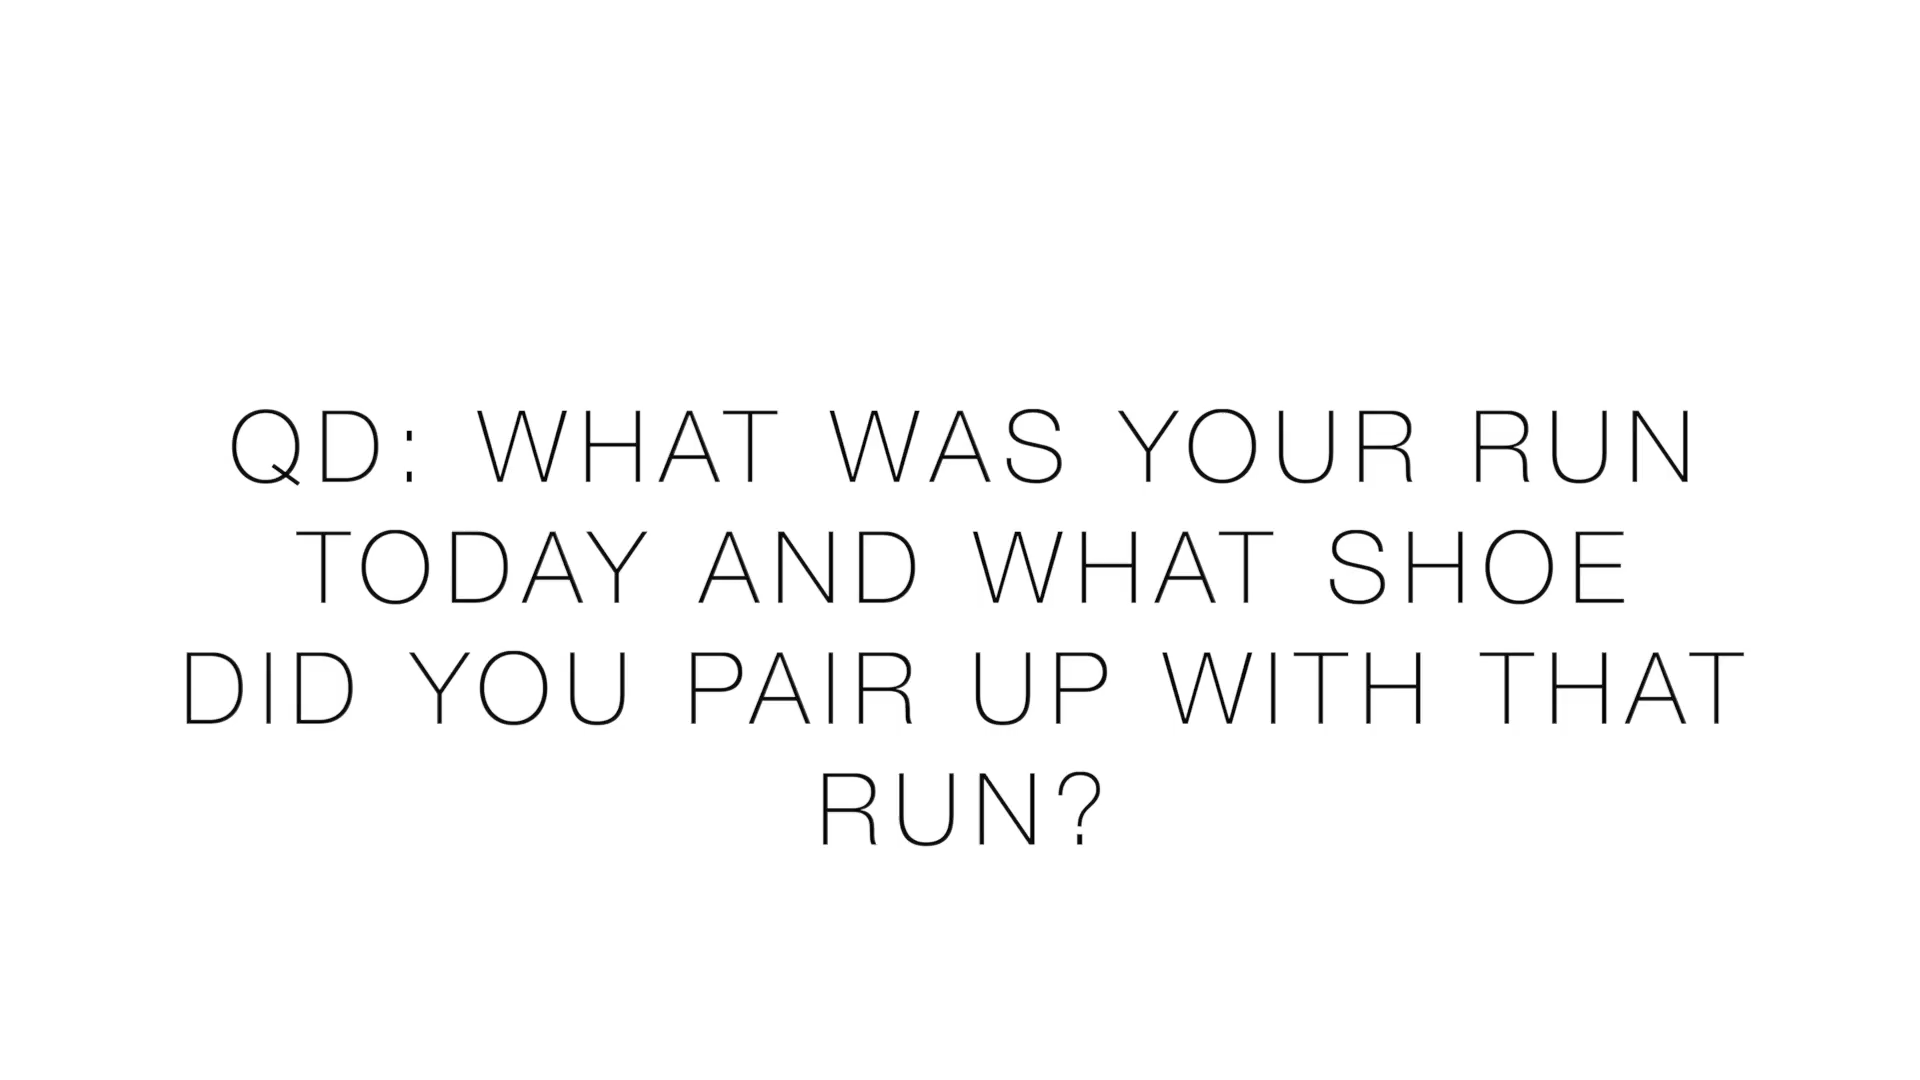 QD: WHAT WAS YOUR RUN
TODAY AND WHAT SHOE
DID YOU PAIR UP WITH THAT
RUN?